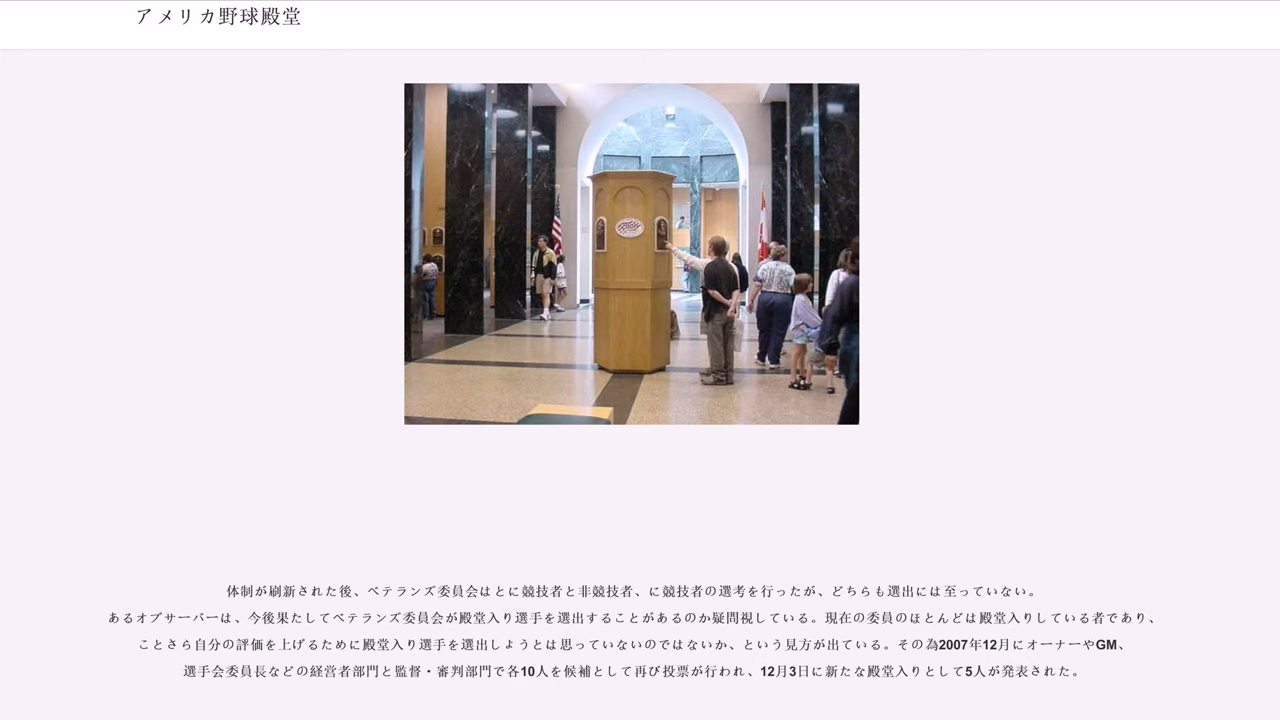 アメリカ野球殿堂
体制が刷新された後、ベテランズ委員会はとに競技者と非競技者、に競技者の選考を行ったが、どちらも選出には至っていない。
あるオブサーバーは、今後果たしてベテランズ委員会が殿堂入り選手を選出することがあるのか疑問視している。現在の委員のほとんどは殿堂入りしている者であり、
ことさら自分の評価を上げるために殿堂入り選手を選出しようとは思っていないのではないか、という見方が出ている。その為2007年12月にオーナーやGM、
選手会委員長などの経営者部門と監督・審判部門で各10人を候補として再び投票が行われ、12月3日に新たな殿堂入りとして5人が発表された。